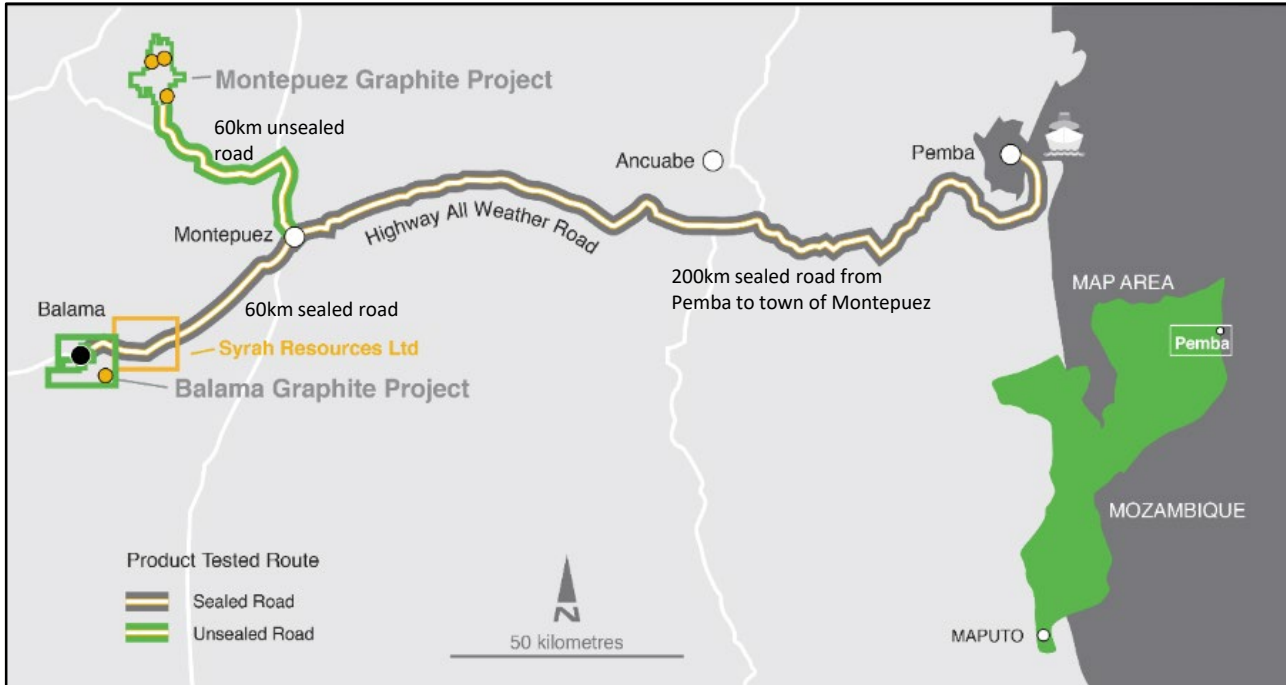 Montepuez Graphite Project
60km unsealed
road
Ancuabe
Pemba
Montepuez
Highway All Weather Road
200km sealed road from
Pemba to town of Montepuez
60km sealed road
Balama
Syrah Resources Ltd
Balama Graphite Project
MAP AREA
Pemba
MOZAMBIQUE
MAPUTO
Product Tested Route
Sealed Road
Unsealed Road
N
50 kilometres